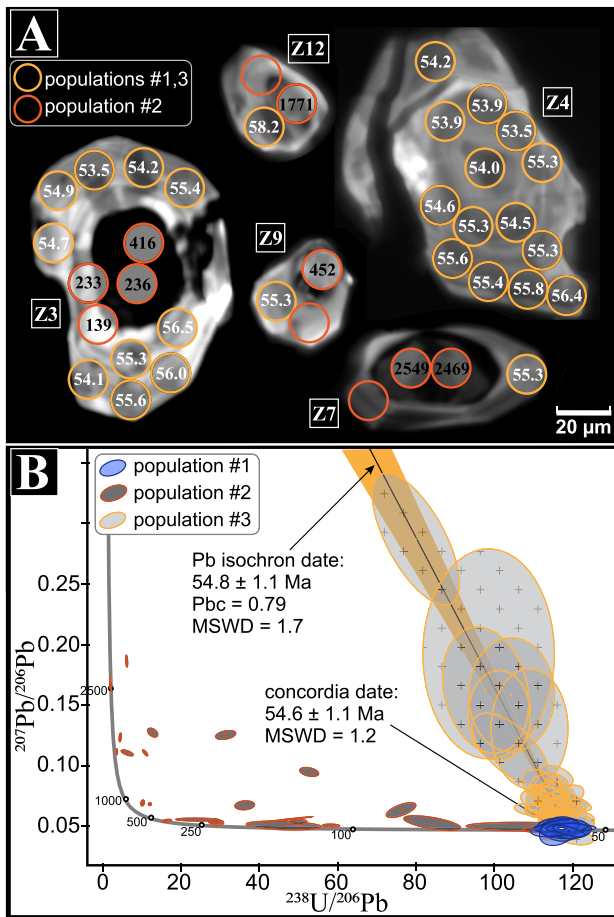 A
populations #1,3
population #2
Z12
1771
58.2
Z4
54.2
53.9
53.9
53.5
55.3
54.0
54.6
55.3
54.5
55.3
55.6
55.4
55.8
56.4
53.5
54.2
54.9
55.4
54.7
416
233
236
Z3
139
56.5
55.3
54.1
56.0
55.6
Z9
452
55.3
2549
2469
55.3
Z7
20 µm
B
population #1
population #2
population #3
Pb isochron date:
54.8 ± 1.1 Ma
Pbc = 0.79
MSWD = 1.7
concordia date:
54.6 ± 1.1 Ma
MSWD = 1.2
0.25
0.20
0.15
0.10
0.05
207Pb/206Pb
2500
1000
500
250
100
50
0
20
40
60
80
100
120
238U/206Pb